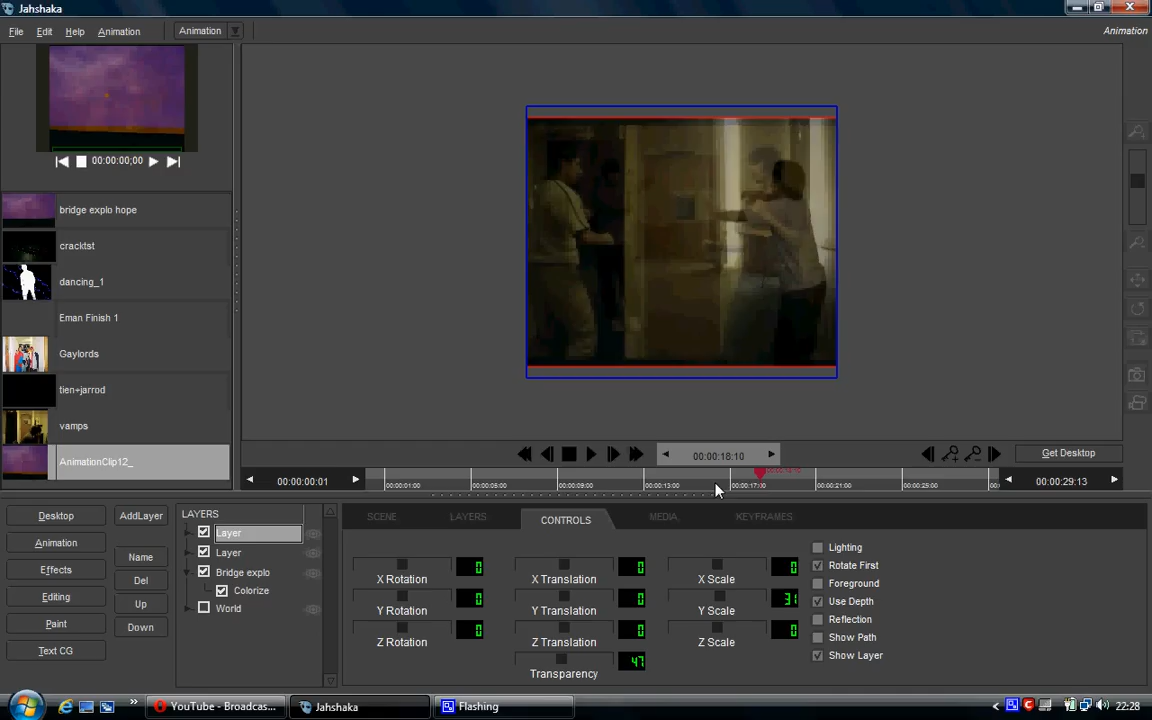 Jahshaka
File Edit Help Animation Animation Animation
00:00:00;00
bridge explo hope
cracktst
dancing_1
Eman Finish 1
Gaylords
tien+jarrod
vamps
AnimationClip12_
00:00:18:10 Get Desktop
00:00:00:01 00:00:01:00 00:00:05:00 00:00:09:00 00:00:13:00 00:00:17:00 00:00:21:00 00:00:25:00 00:00:29:13
Desktop AddLayer LAYERS SCENE LAYERS CONTROLS MEDIA KEYFRAMES
Layer
Animation Name Layer Lighting
Effects Del Bridge explo X Rotation 0 X Translation 0 X Scale 0 Rotate First
Colorize Foreground
Editing Up World Y Rotation 0 Y Translation 0 Y Scale 31 Use Depth
Paint Down Z Rotation 0 Z Translation 0 Z Scale 0 Reflection
Show Path
Text CG Transparency 47 Show Layer
YouTube - Broadcas... Jahshaka Flashing 22:28